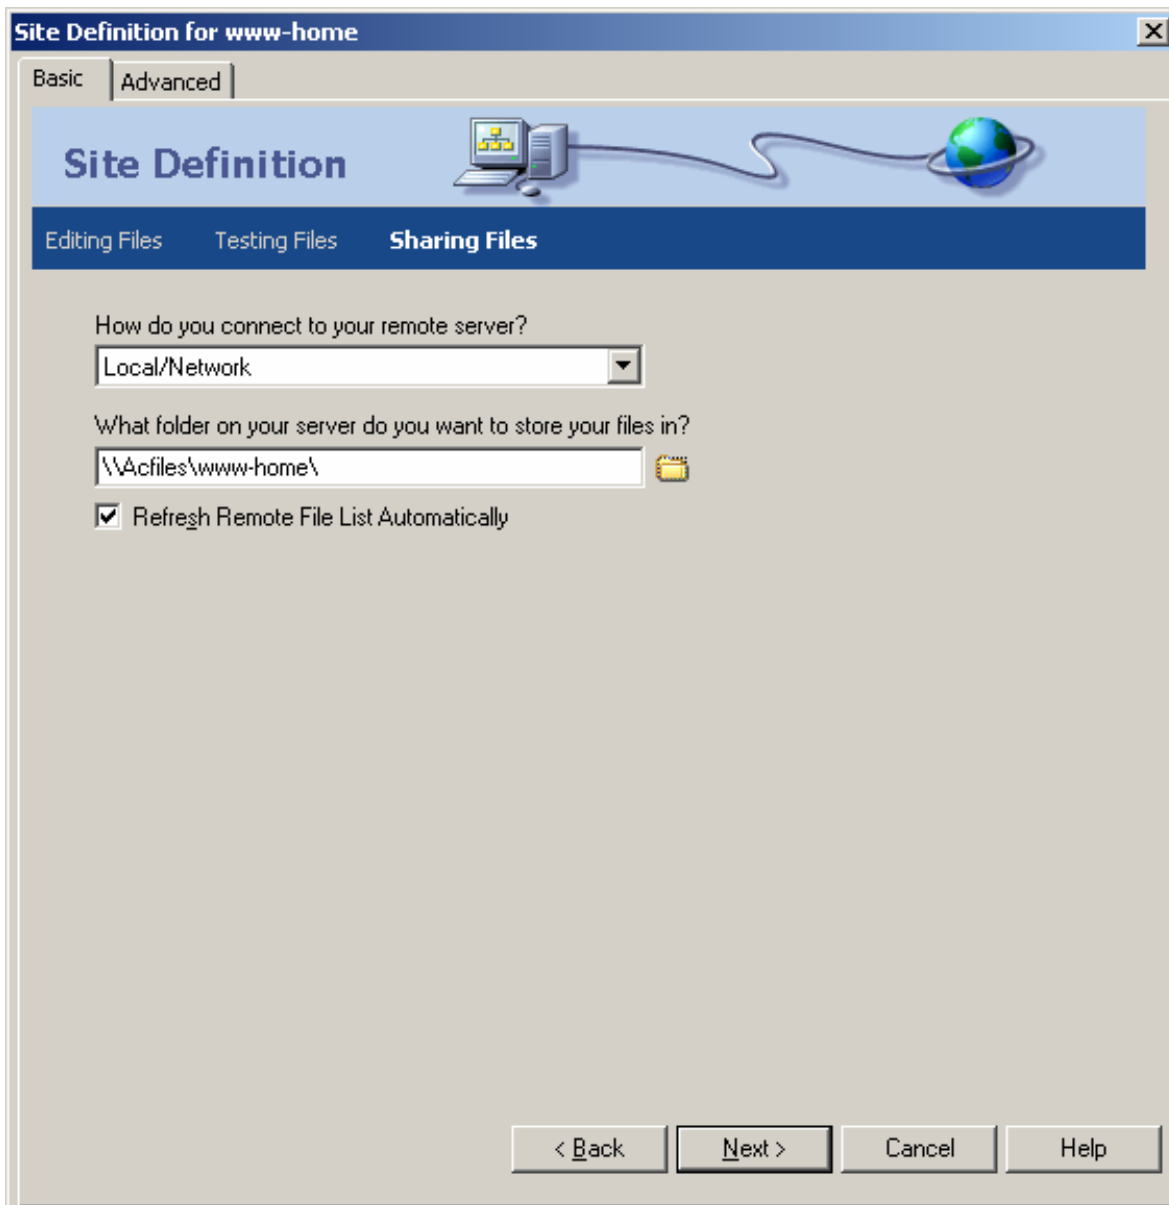 Site Definition for www-home
Basic
Advanced
Site Definition
Editing Files
Testing Files
Sharing Files
How do you connect to your remote server?
Local/Network
What folder on your server do you want to store your files in?
\\Acfiles\www-home\
Refresh Remote File List Automatically
< Back
Next >
Cancel
Help